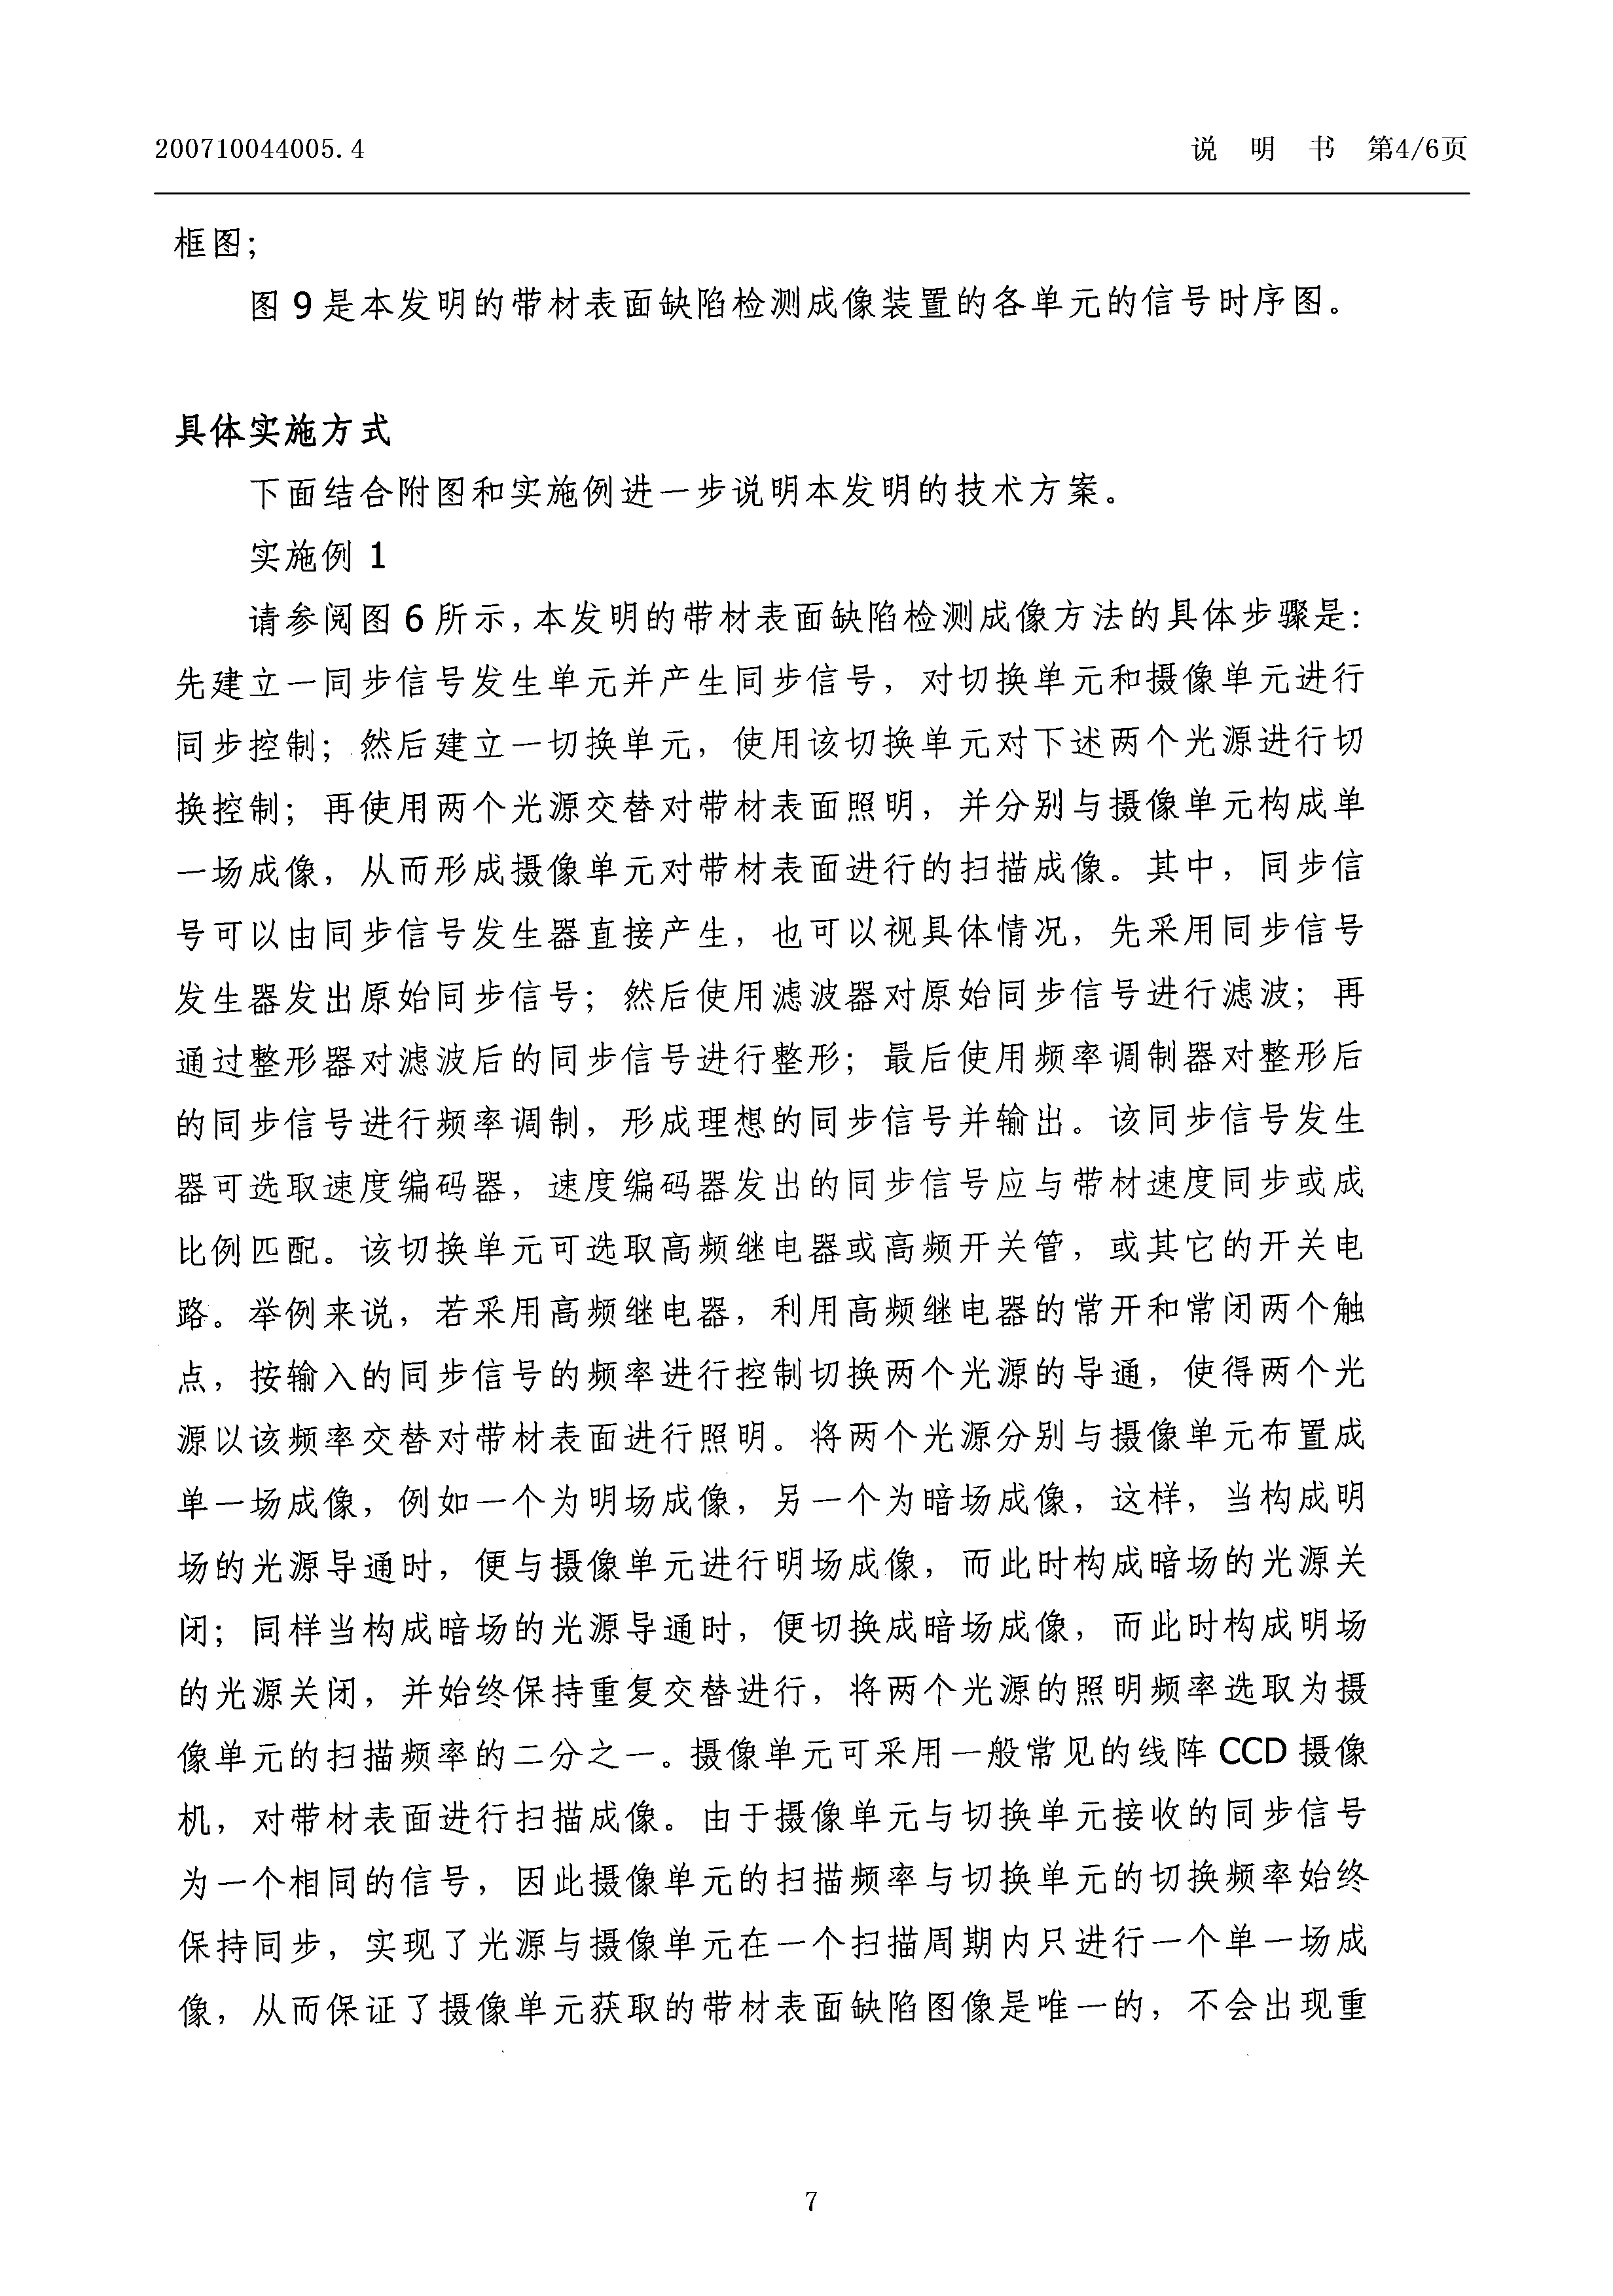 200710044005.4
说 明 书 第4/6页
框图；
图 9 是本发明的带材表面缺陷检测成像装置的各单元的信号时序图。
具体实施方式
下面结合附图和实施例进一步说明本发明的技术方案。
实施例 1
请参阅图 6 所示，本发明的带材表面缺陷检测成像方法的具体步骤是：
先建立一同步信号发生单元并产生同步信号，对切换单元和摄像单元进行
同步控制；然后建立一切换单元，使用该切换单元对下述两个光源进行切
换控制；再使用两个光源交替对带材表面照明，并分别与摄像单元构成单
一场成像，从而形成摄像单元对带材表面进行的扫描成像。其中，同步信
号可以由同步信号发生器直接产生，也可以视具体情况，先采用同步信号
发生器发出原始同步信号；然后使用滤波器对原始同步信号进行滤波；再
通过整形器对滤波后的同步信号进行整形；最后使用频率调制器对整形后
的同步信号进行频率调制，形成理想的同步信号并输出。该同步信号发生
器可选取速度编码器，速度编码器发出的同步信号应与带材速度同步或成
比例匹配。该切换单元可选取高频继电器或高频开关管，或其它的开关电
路。举例来说，若采用高频继电器，利用高频继电器的常开和常闭两个触
点，按输入的同步信号的频率进行控制切换两个光源的导通，使得两个光
源以该频率交替对带材表面进行照明。将两个光源分别与摄像单元布置成
单一场成像，例如一个为明场成像，另一个为暗场成像，这样，当构成明
场的光源导通时，便与摄像单元进行明场成像，而此时构成暗场的光源关
闭；同样当构成暗场的光源导通时，便切换成暗场成像，而此时构成明场
的光源关闭，并始终保持重复交替进行，将两个光源的照明频率选取为摄
像单元的扫描频率的二分之一。摄像单元可采用一般常见的线阵 CCD 摄像
机，对带材表面进行扫描成像。由于摄像单元与切换单元接收的同步信号
为一个相同的信号，因此摄像单元的扫描频率与切换单元的切换频率始终
保持同步，实现了光源与摄像单元在一个扫描周期内只进行一个单一场成
像，从而保证了摄像单元获取的带材表面缺陷图像是唯一的，不会出现重
7